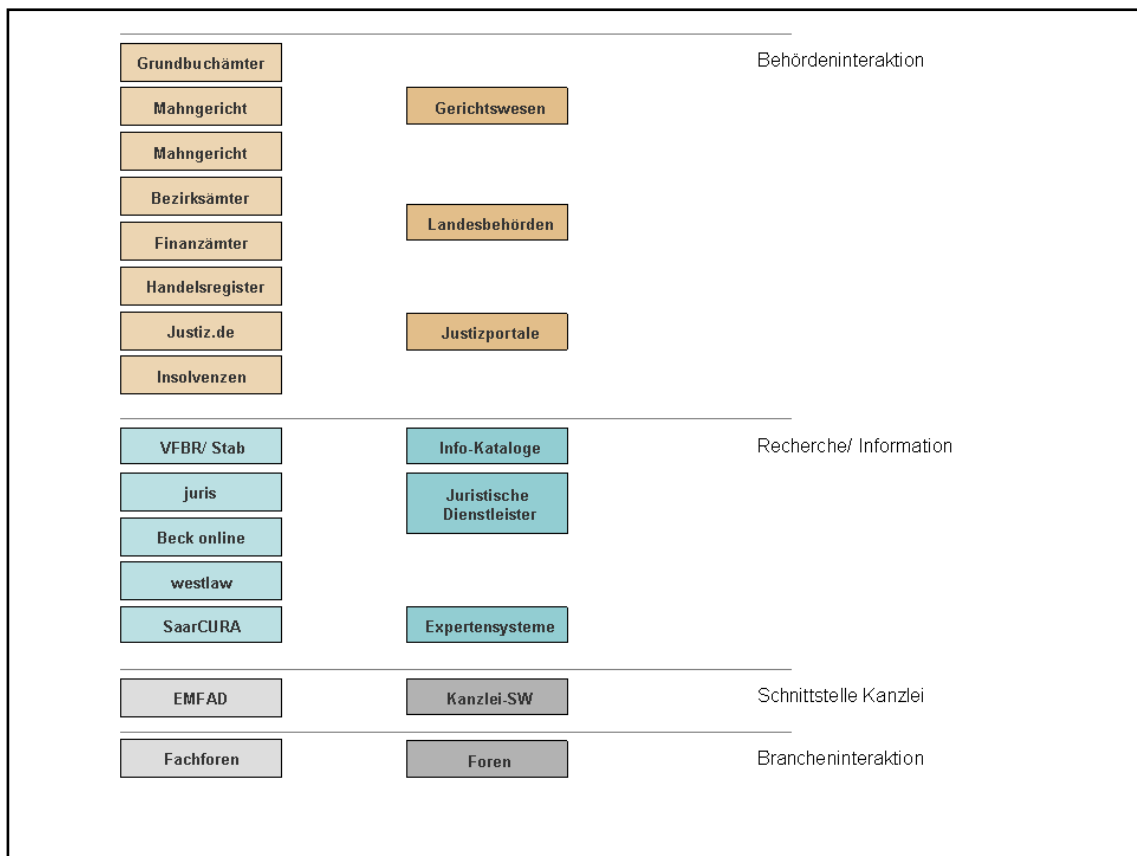 Behördeninteraktion
Grundbuchämter
Mahngericht
Gerichtswesen
Mahngericht
Bezirksämter
Landesbehörden
Finanzämter
Handelsregister
Justiz.de
Justizportale
Insolvenzen
VFBR/ Stab
Info-Kataloge
Recherche/ Information
juris
Juristische
Dienstleister
Beck online
westlaw
SaarCURA
Expertensysteme
EMFAD
Kanzlei-SW
Schnittstelle Kanzlei
Fachforen
Foren
Brancheninteraktion